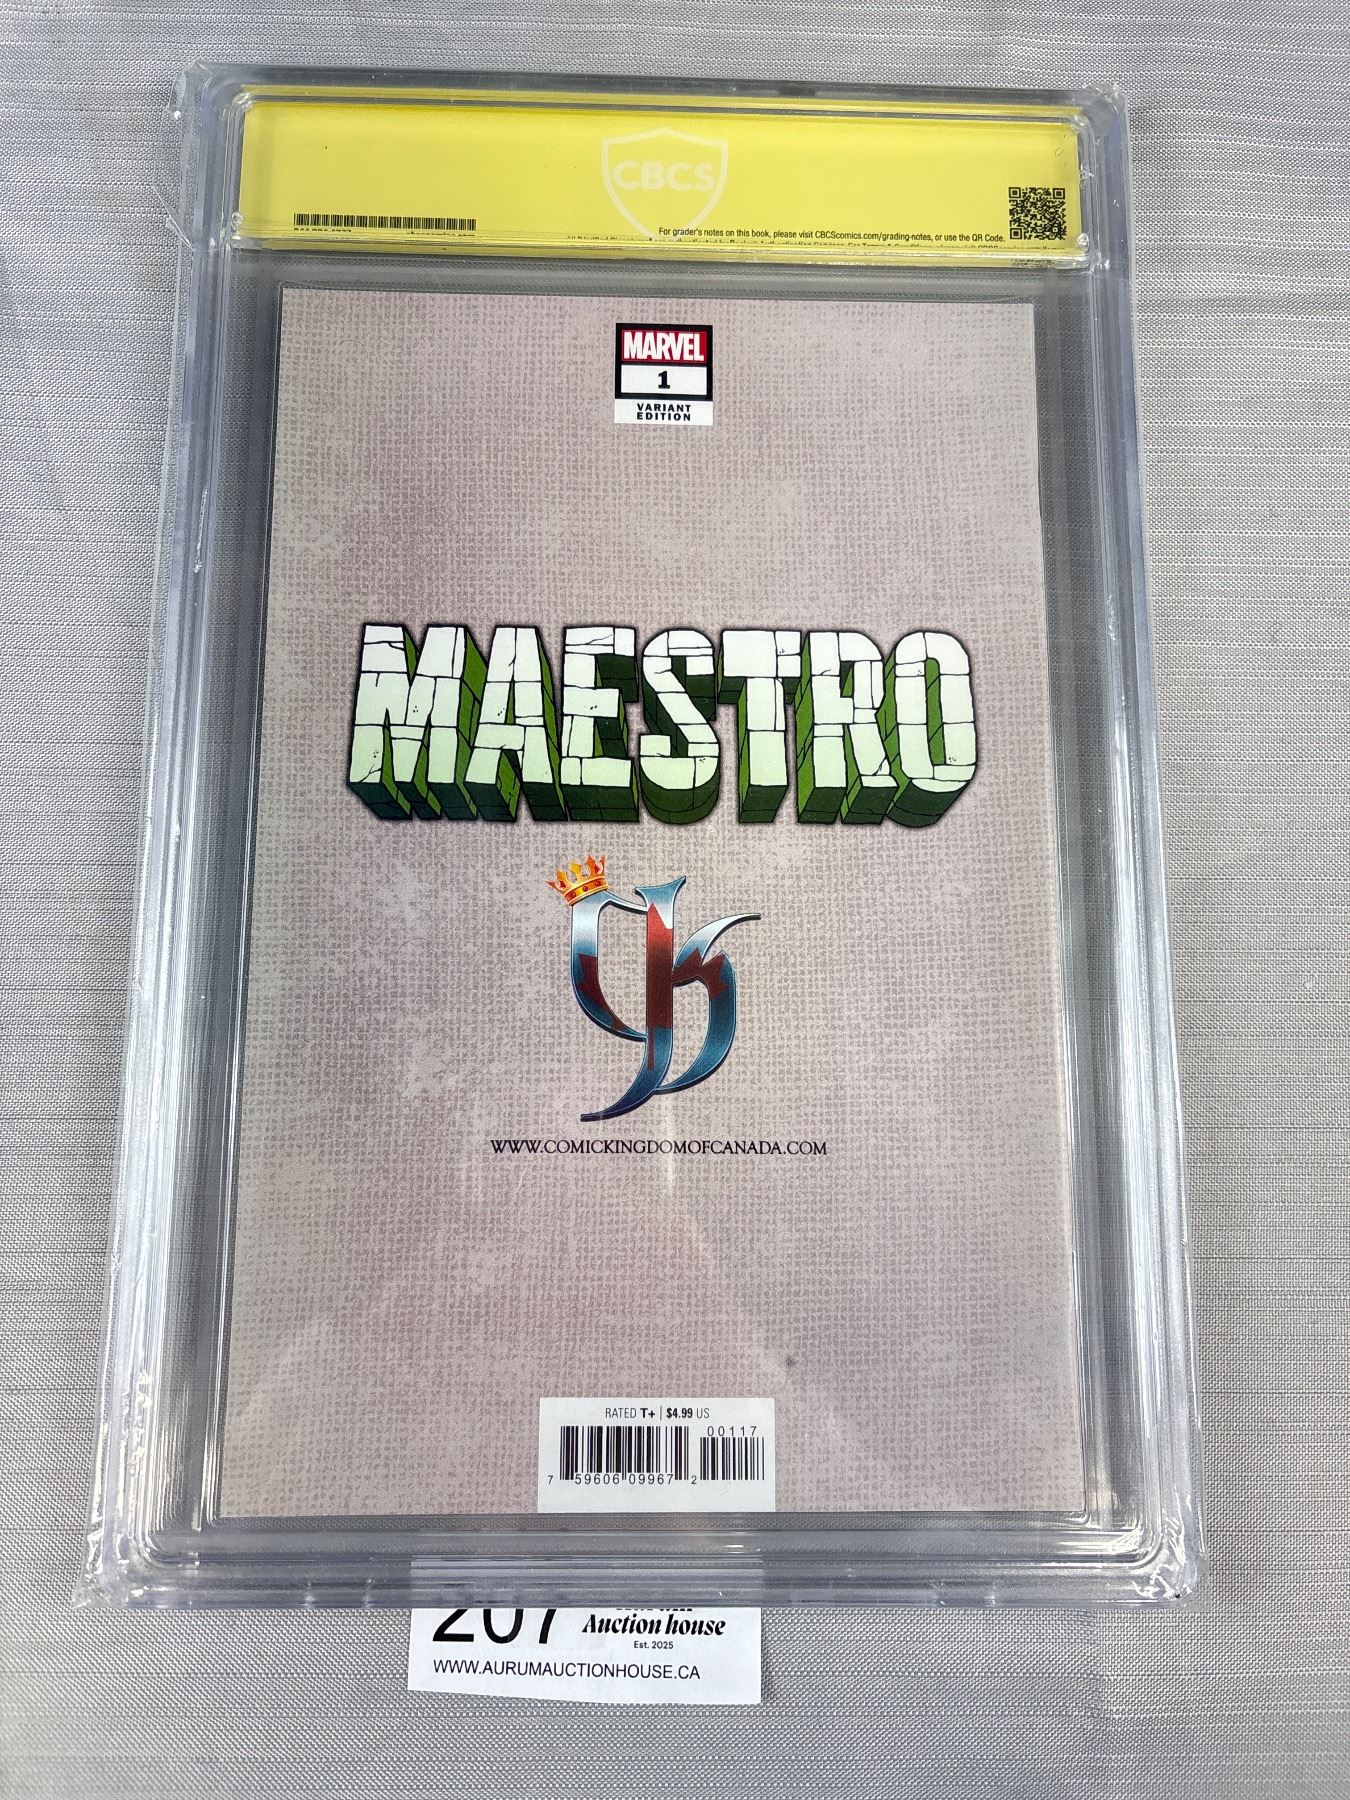 CBCS
For grader's notes on this book, please visit CBCScomics.com/grading-notes, or use the QR Code.
MARVEL
1
VARIANT
EDITION
MAESTRO
WWW.COMICKINGDOMOFCANADA.COM
RATED T+ | $4.99 US
00117
7 59606 09967 2
207
Auction house
Est. 2025
WWW.AURUMAUCTIONHOUSE.CA